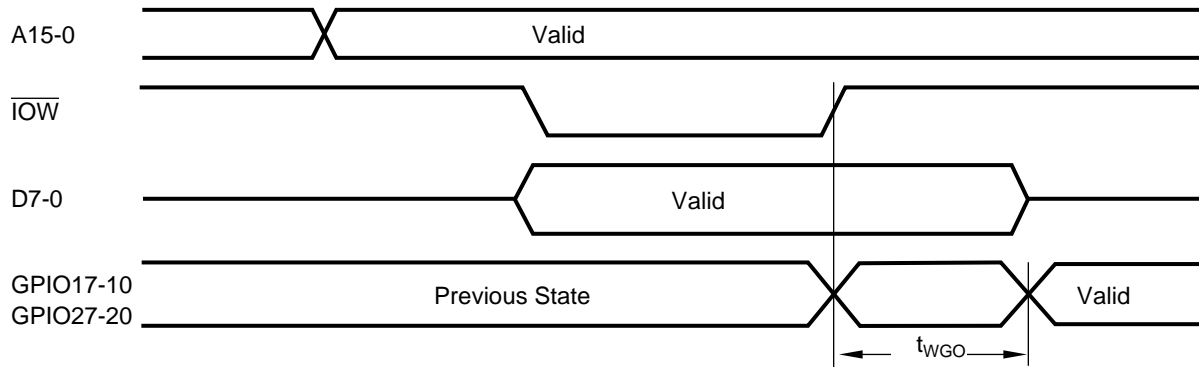 A15-0 Valid
IOW
D7-0 Valid
GPIO17-10
GPIO27-20
Previous State Valid
tWGO